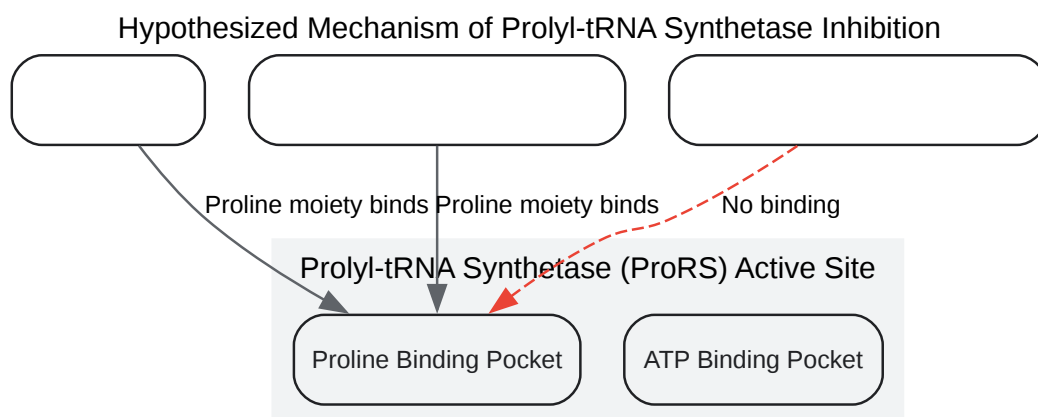 Hypothesized Mechanism of Prolyl-tRNA Synthetase Inhibition
Proline moiety binds
Proline moiety binds
No binding
Prolyl-tRNA Synthetase (ProRS) Active Site
Proline Binding Pocket
ATP Binding Pocket